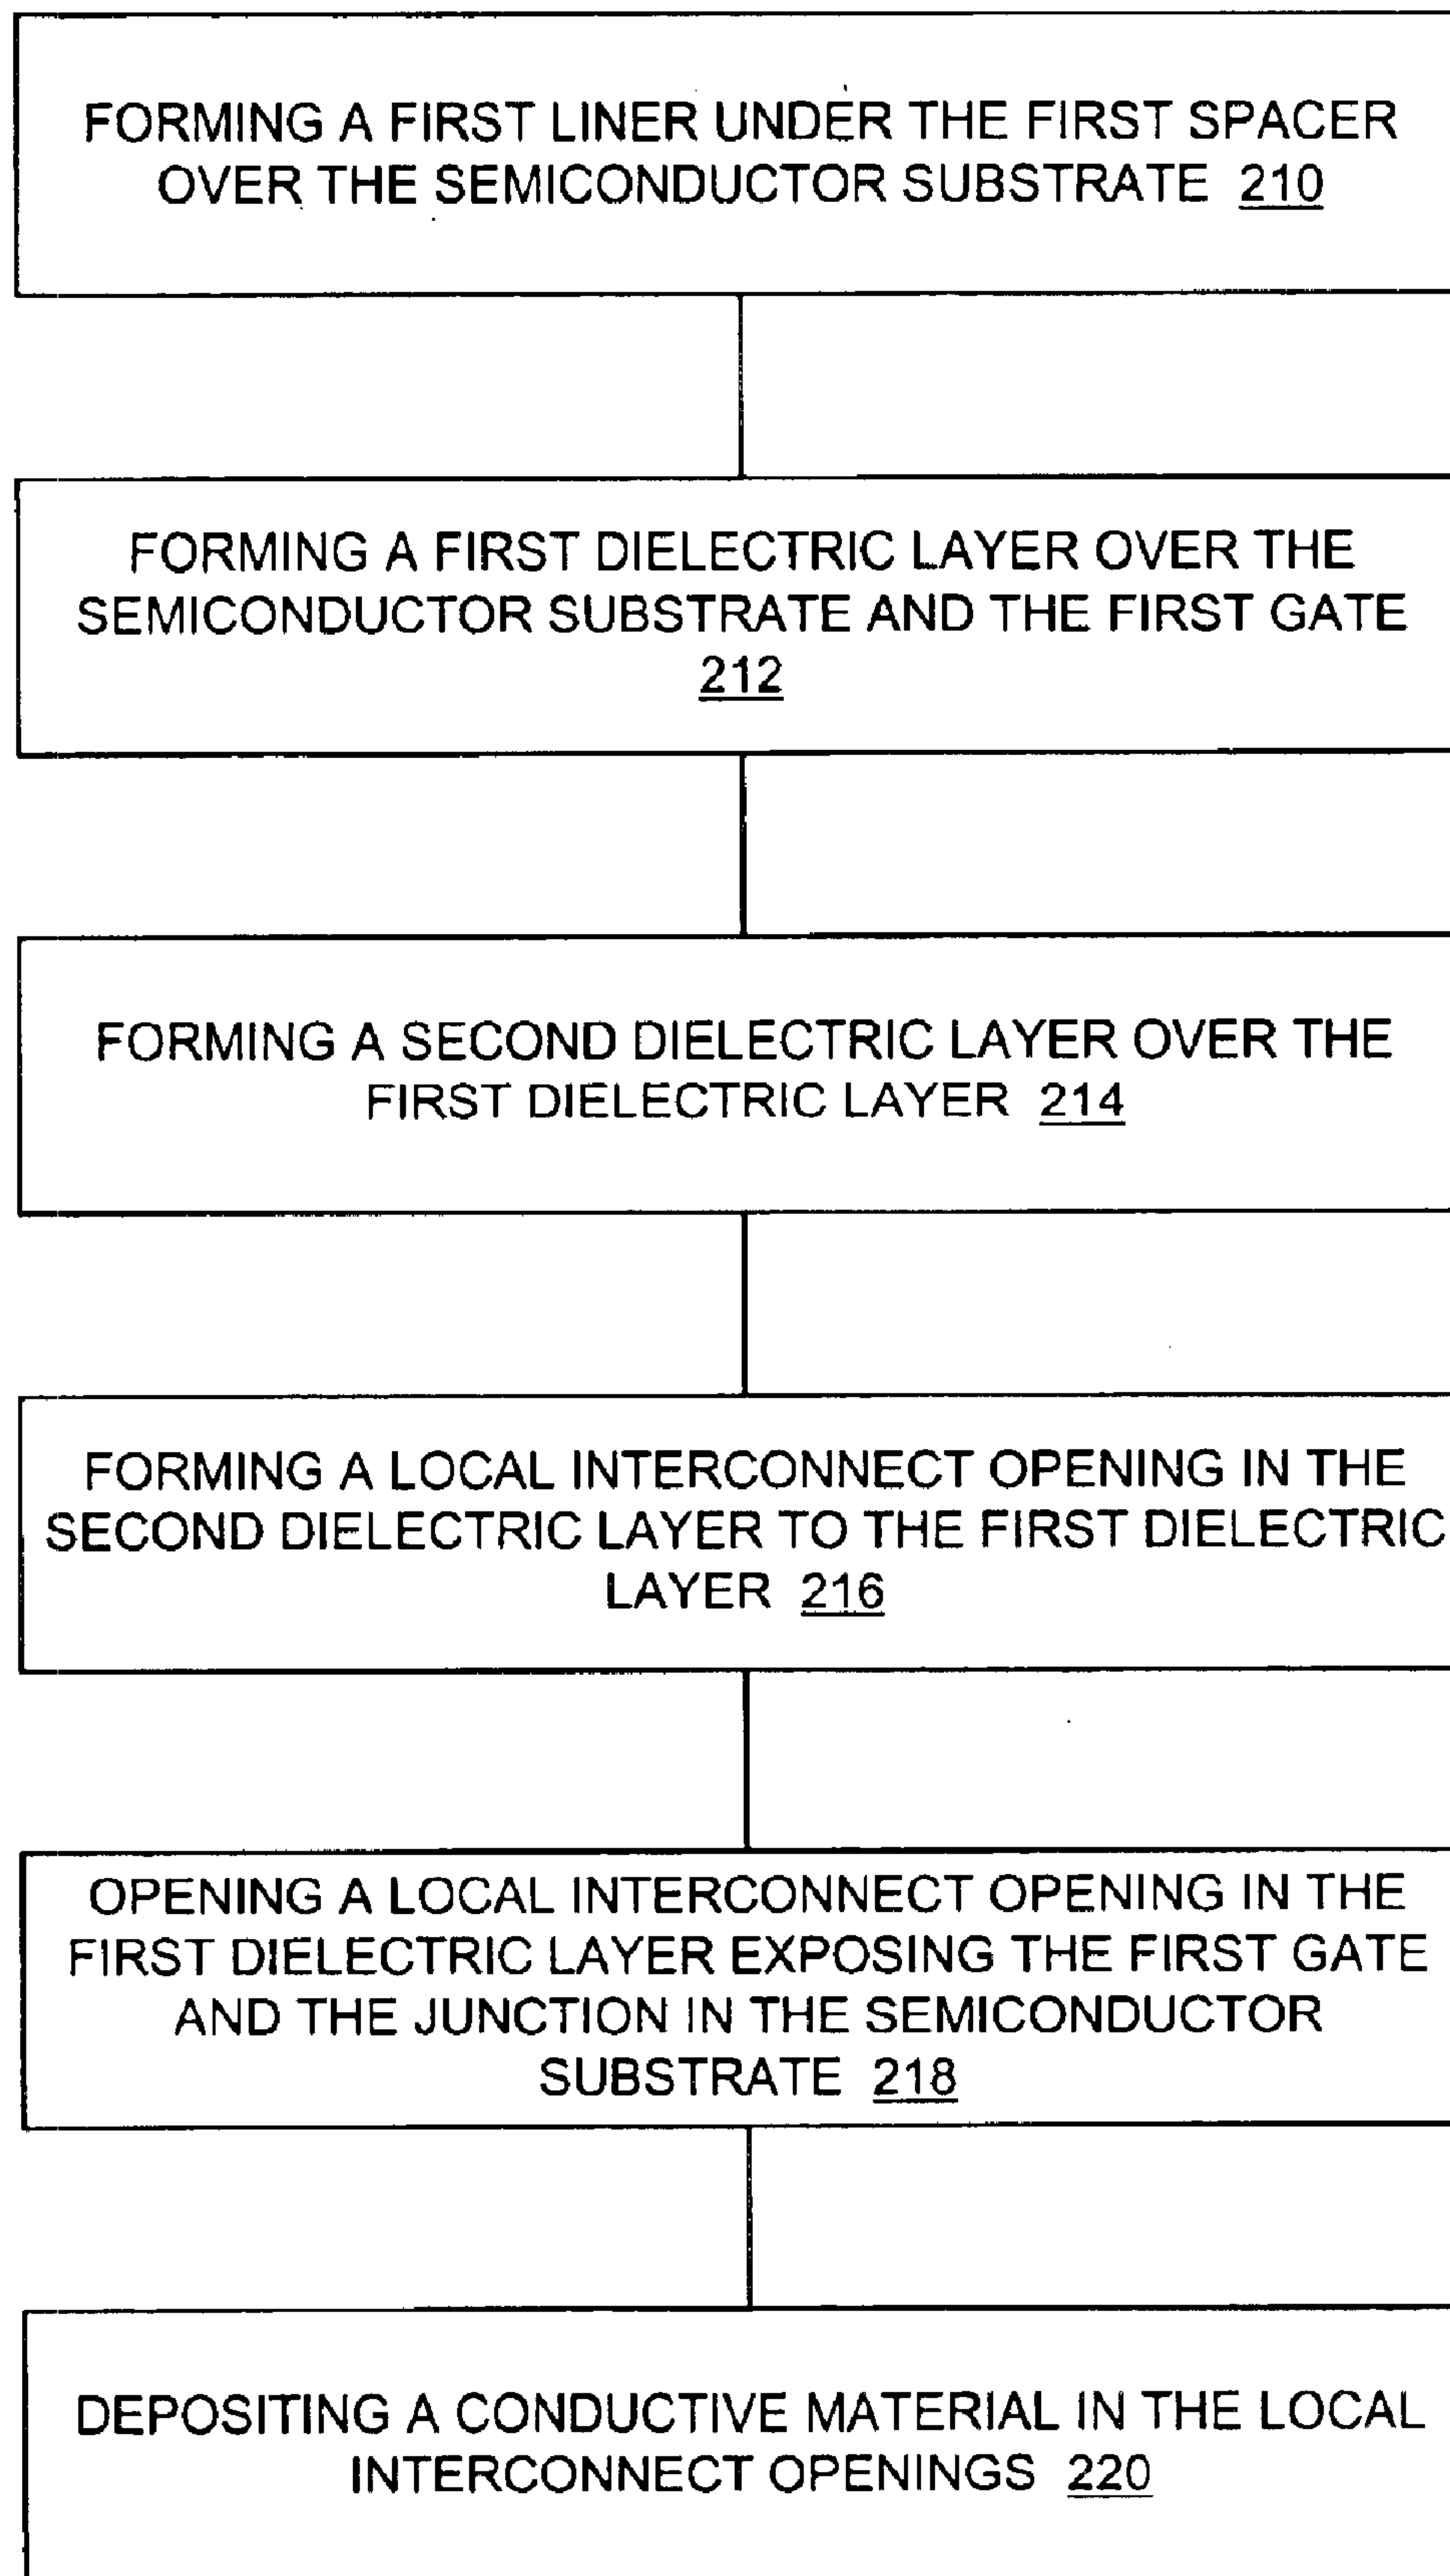 FORMING A FIRST LINER UNDER THE FIRST SPACER
OVER THE SEMICONDUCTOR SUBSTRATE 210
FORMING A FIRST DIELECTRIC LAYER OVER THE
SEMICONDUCTOR SUBSTRATE AND THE FIRST GATE
212
FORMING A SECOND DIELECTRIC LAYER OVER THE
FIRST DIELECTRIC LAYER 214
FORMING A LOCAL INTERCONNECT OPENING IN THE
SECOND DIELECTRIC LAYER TO THE FIRST DIELECTRIC
LAYER 216
OPENING A LOCAL INTERCONNECT OPENING IN THE
FIRST DIELECTRIC LAYER EXPOSING THE FIRST GATE
AND THE JUNCTION IN THE SEMICONDUCTOR
SUBSTRATE 218
DEPOSITING A CONDUCTIVE MATERIAL IN THE LOCAL
INTERCONNECT OPENINGS 220